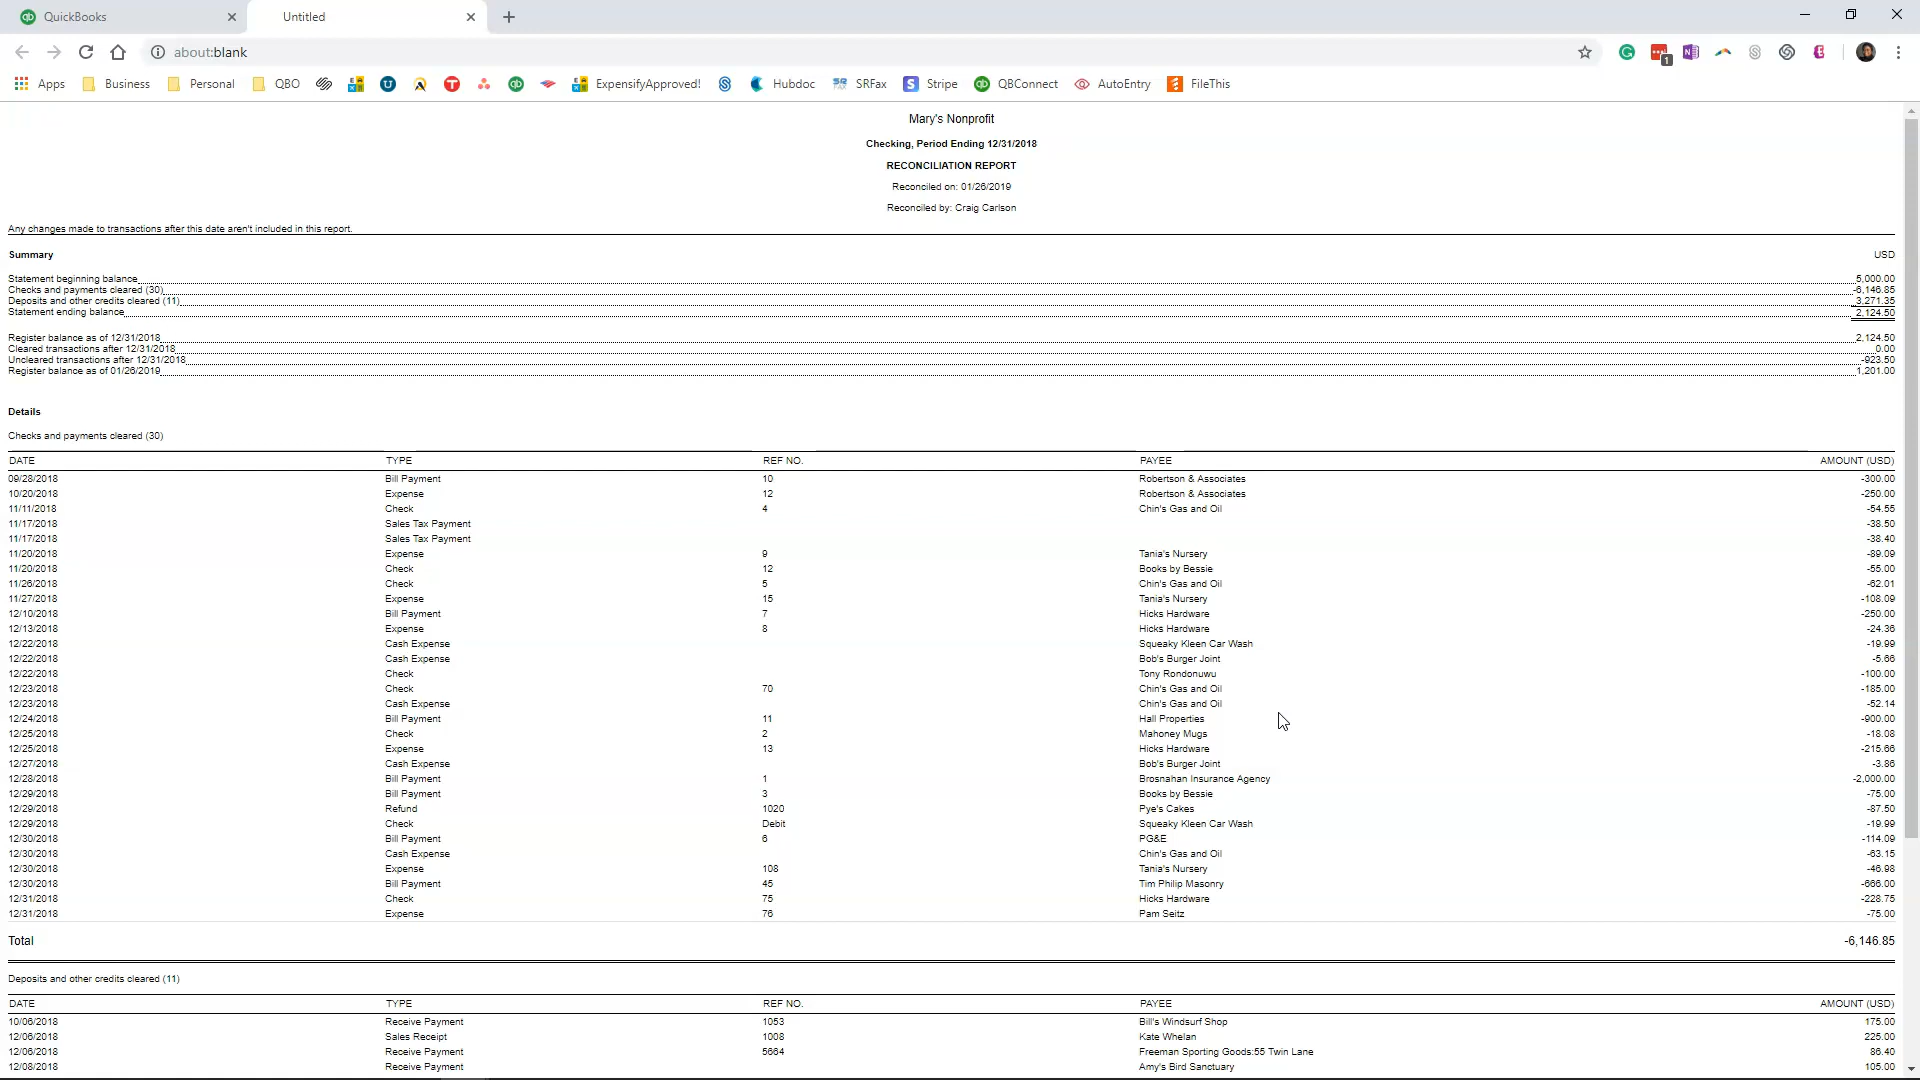 QuickBooks
Untitled
about:blank
1
Apps Business Personal QBO ExpensifyApproved! Hubdoc SRFax Stripe QBConnect AutoEntry FileThis
Mary's Nonprofit
Checking, Period Ending 12/31/2018
RECONCILIATION REPORT
Reconciled on: 01/26/2019
Reconciled by: Craig Carlson
Any changes made to transactions after this date aren't included in this report.
Summary USD
Statement beginning balance 5,000.00
Checks and payments cleared (30) -6,146.85
Deposits and other credits cleared (11) 3,271.35
Statement ending balance 2,124.50
Register balance as of 12/31/2018 2,124.50
Cleared transactions after 12/31/2018 0.00
Uncleared transactions after 12/31/2018 -923.50
Register balance as of 01/26/2019 1,201.00
Details
Checks and payments cleared (30)
DATE TYPE REF NO. PAYEE AMOUNT (USD)
09/28/2018 Bill Payment 10 Robertson & Associates -300.00
10/20/2018 Expense 12 Robertson & Associates -250.00
11/11/2018 Check 4 Chin's Gas and Oil -54.55
11/17/2018 Sales Tax Payment -38.50
11/17/2018 Sales Tax Payment -38.40
11/20/2018 Expense 9 Tania's Nursery -89.09
11/20/2018 Check 12 Books by Bessie -55.00
11/26/2018 Check 5 Chin's Gas and Oil -62.01
11/27/2018 Expense 15 Tania's Nursery -108.09
12/10/2018 Bill Payment 7 Hicks Hardware -250.00
12/13/2018 Expense 8 Hicks Hardware -24.36
12/22/2018 Cash Expense Squeaky Kleen Car Wash -19.99
12/22/2018 Cash Expense Bob's Burger Joint -5.66
12/22/2018 Check Tony Rondonuwu -100.00
12/23/2018 Check 70 Chin's Gas and Oil -185.00
12/23/2018 Cash Expense Chin's Gas and Oil -52.14
12/24/2018 Bill Payment 11 Hall Properties -900.00
12/25/2018 Check 2 Mahoney Mugs -18.08
12/25/2018 Expense 13 Hicks Hardware -215.66
12/27/2018 Cash Expense Bob's Burger Joint -3.86
12/28/2018 Bill Payment 1 Brosnahan Insurance Agency -2,000.00
12/29/2018 Bill Payment 3 Books by Bessie -75.00
12/29/2018 Refund 1020 Pye's Cakes -87.50
12/29/2018 Check Debit Squeaky Kleen Car Wash -19.99
12/30/2018 Bill Payment 6 PG&E -114.09
12/30/2018 Cash Expense Chin's Gas and Oil -63.15
12/30/2018 Expense 108 Tania's Nursery -46.98
12/30/2018 Bill Payment 45 Tim Philip Masonry -666.00
12/31/2018 Check 75 Hicks Hardware -228.75
12/31/2018 Expense 76 Pam Seitz -75.00
Total -6,146.85
Deposits and other credits cleared (11)
DATE TYPE REF NO. PAYEE AMOUNT (USD)
10/06/2018 Receive Payment 1053 Bill's Windsurf Shop 175.00
12/06/2018 Sales Receipt 1008 Kate Whelan 225.00
12/06/2018 Receive Payment 5664 Freeman Sporting Goods:55 Twin Lane 86.40
12/08/2018 Receive Payment Amy's Bird Sanctuary 105.00